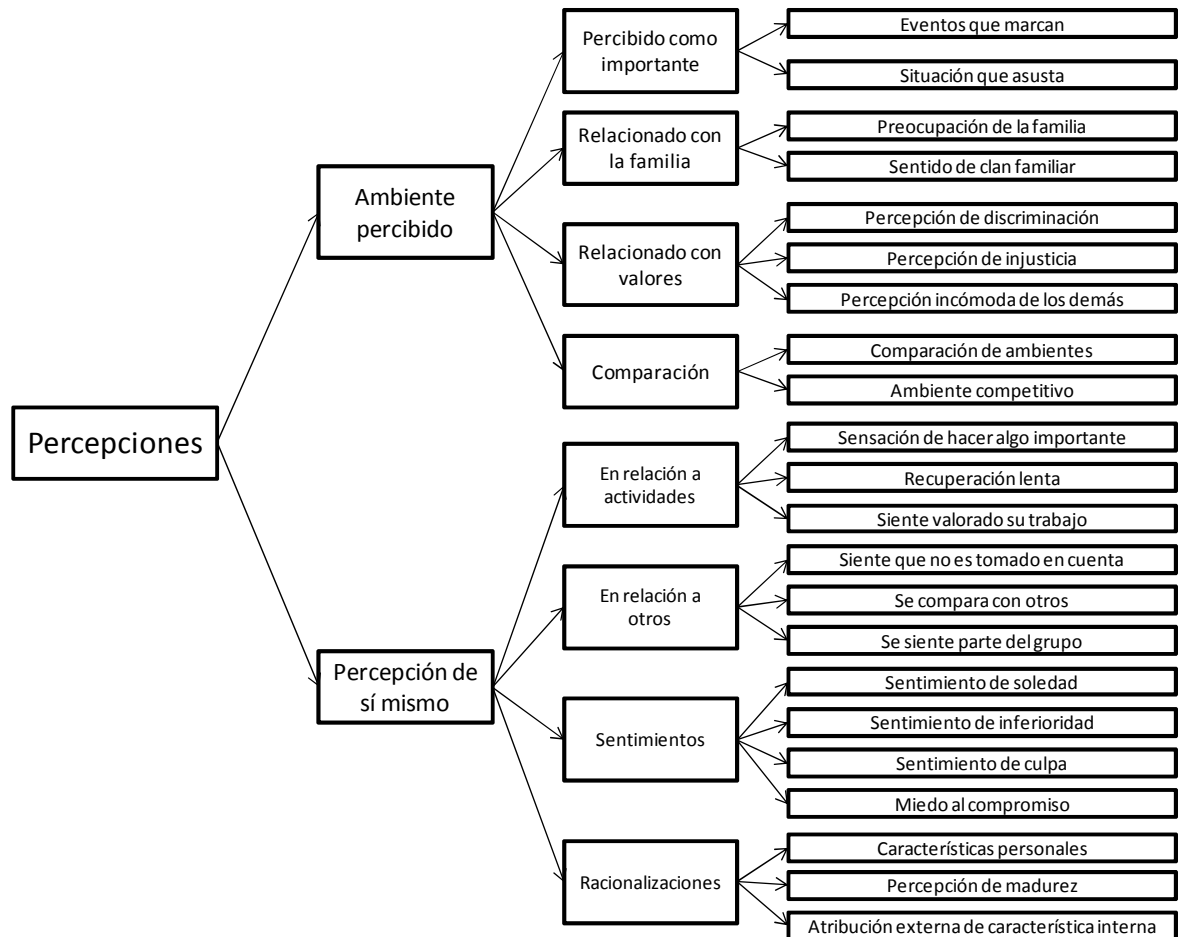 Percepciones
Ambiente
percibido
Percibido como
importante
Eventos que marcan
Situación que asusta
Relacionado con
la familia
Preocupación de la familia
Sentido de clan familiar
Relacionado con
valores
Percepción de discriminación
Percepción de injusticia
Percepción incómoda de los demás
Comparación
Comparación de ambientes
Ambiente competitivo
Percepción de
sí mismo
En relación a
actividades
Sensación de hacer algo importante
Recuperación lenta
Siente valorado su trabajo
En relación a
otros
Siente que no es tomado en cuenta
Se compara con otros
Se siente parte del grupo
Sentimientos
Sentimiento de soledad
Sentimiento de inferioridad
Sentimiento de culpa
Miedo al compromiso
Racionalizaciones
Características personales
Percepción de madurez
Atribución externa de característica interna